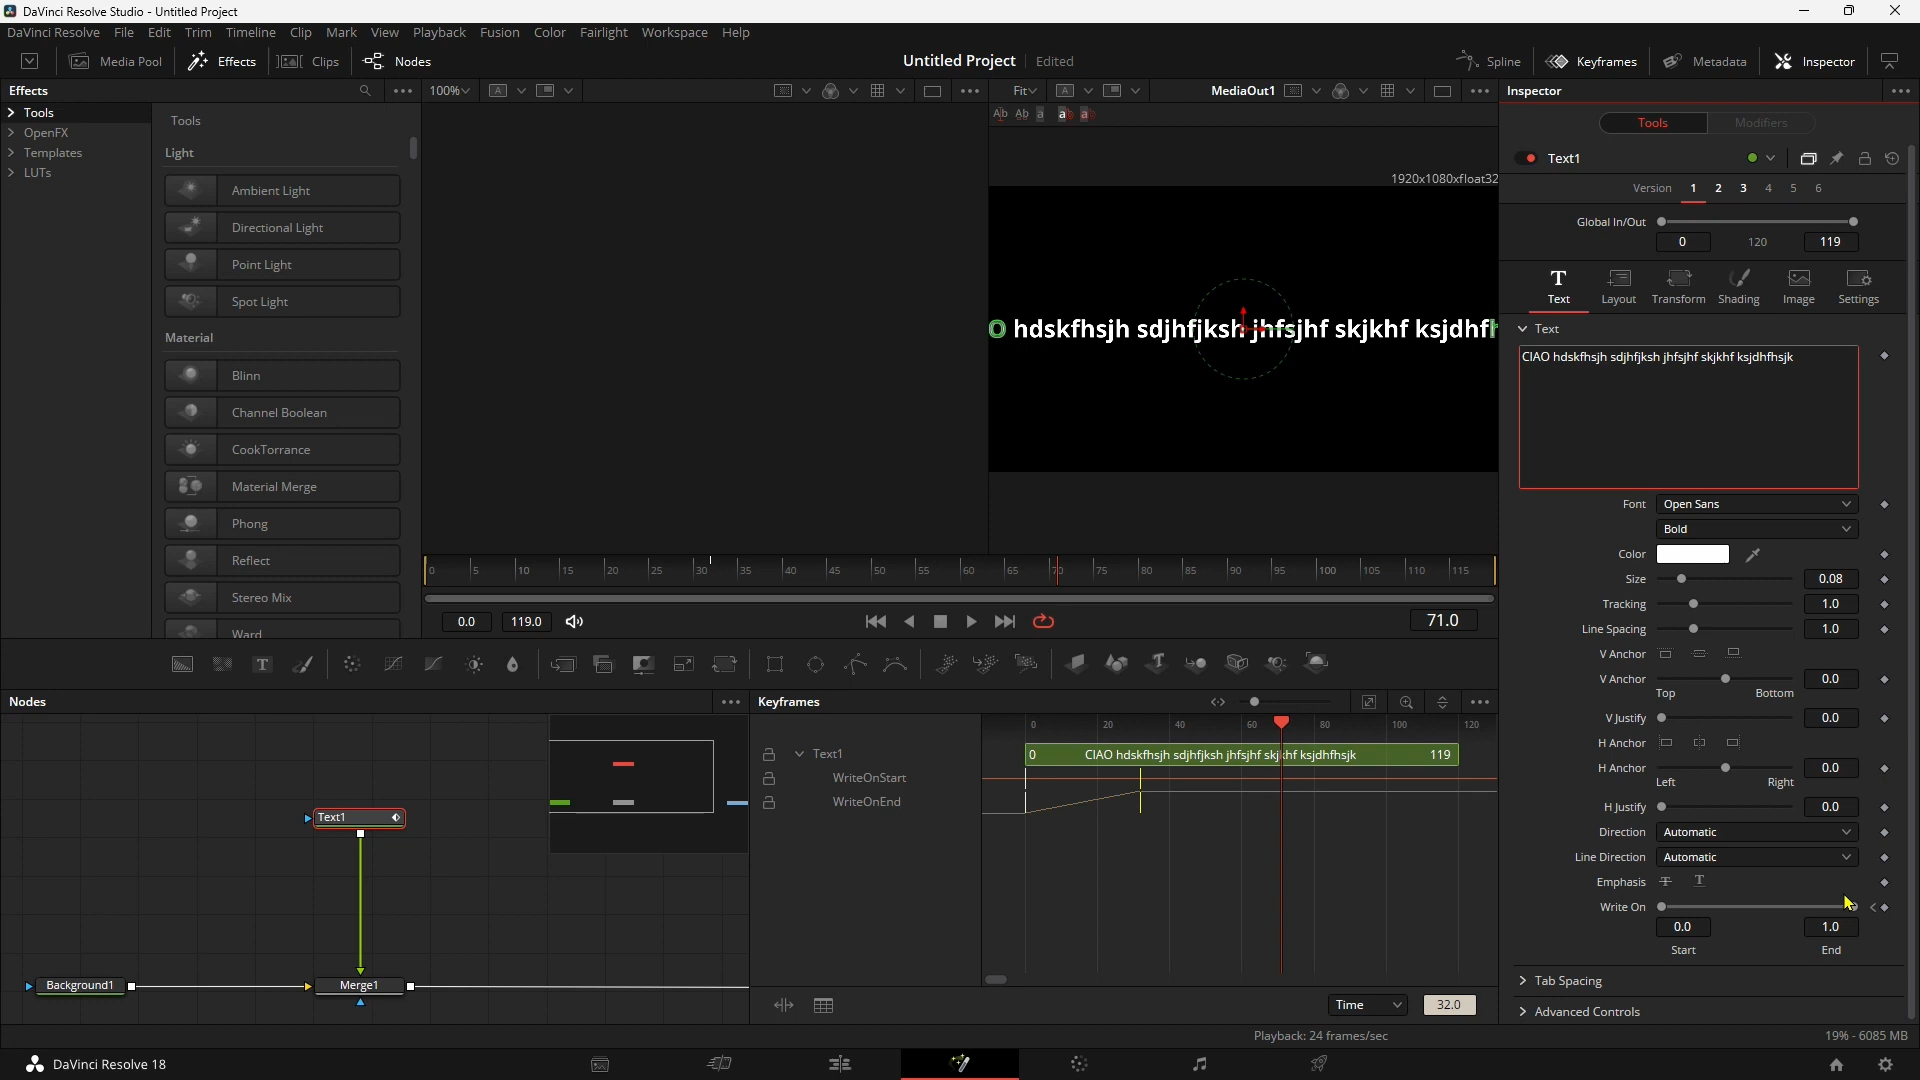 DaVinci Resolve Studio - Untitled Project
DaVinci Resolve File Edit Trim Timeline Clip Mark View Playback Fusion Color Fairlight Workspace Help
Media Pool Effects Clips Nodes Untitled Project Edited Spline Keyframes Metadata Inspector
Effects 100% Fit MediaOut1 Inspector
Tools
OpenFX
Templates
LUTs
Tools
Light
Ambient Light
Directional Light
Point Light
Spot Light
Material
Blinn
Channel Boolean
CookTorrance
Material Merge
Phong
Reflect
Stereo Mix
Ward
1920x1080xfloat32
O hdskfhsjh sdjhfjksh jhfsjhf skjkhf ksjdhfh
0 5 10 15 20 25 30 35 40 45 50 55 60 65 70 75 80 85 90 95 100 105 110 115
0.0 119.0 71.0
Tools Modifiers
Text1
Version 1 2 3 4 5 6
Global In/Out
0 120 119
Text Layout Transform Shading Image Settings
Text
CIAO hdskfhsjh sdjhfjksh jhfsjhf skjkhf ksjdhfhsjk
Font Open Sans
Bold
Color
Size 0.08
Tracking 1.0
Line Spacing 1.0
V Anchor
V Anchor 0.0
Top Bottom
V Justify 0.0
H Anchor
H Anchor 0.0
Left Right
H Justify 0.0
Direction Automatic
Line Direction Automatic
Emphasis
Write On
0.0 1.0
Start End
Tab Spacing
Advanced Controls
Nodes
Text1
Background1 Merge1
Keyframes
0 20 40 60 80 100 120
Text1 0 CIAO hdskfhsjh sdjhfjksh jhfsjhf skjkhf ksjdhfhsjk 119
WriteOnStart
WriteOnEnd
Time 32.0
Playback: 24 frames/sec 19% - 6085 MB
DaVinci Resolve 18